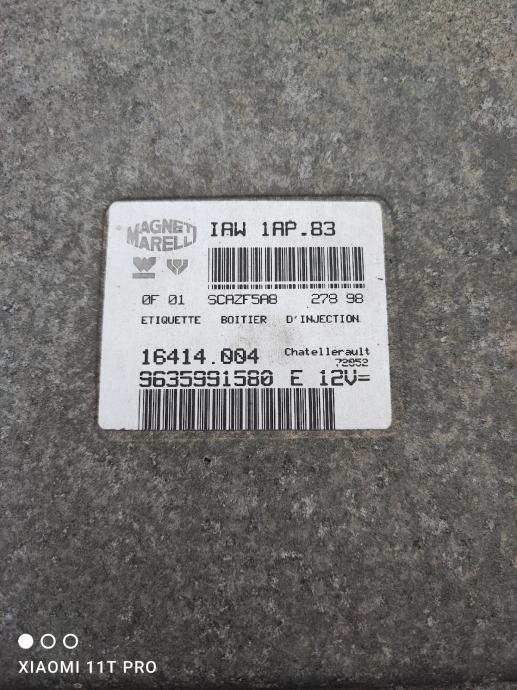 MAGNETI
MARELLI
IAW 1AP.83
0F 01 SCAZF5A8 278 98
ETIQUETTE BOITIER D'INJECTION
16414.004 Chatellerault
72052
9635991580 E 12V=
XIAOMI 11T PRO